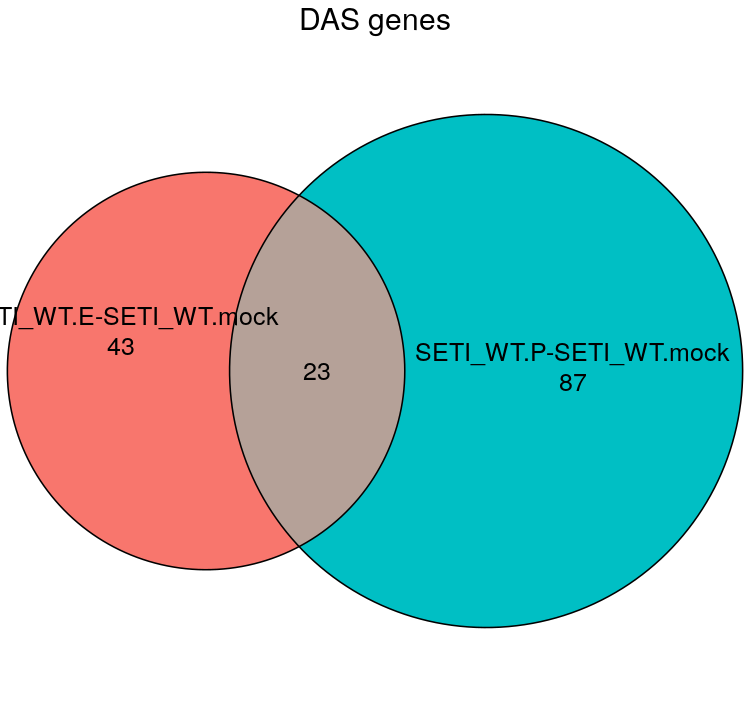 DAS genes
TI_WT.E-SETI_WT.mock
43
23
SETI_WT.P-SETI_WT.mock
87